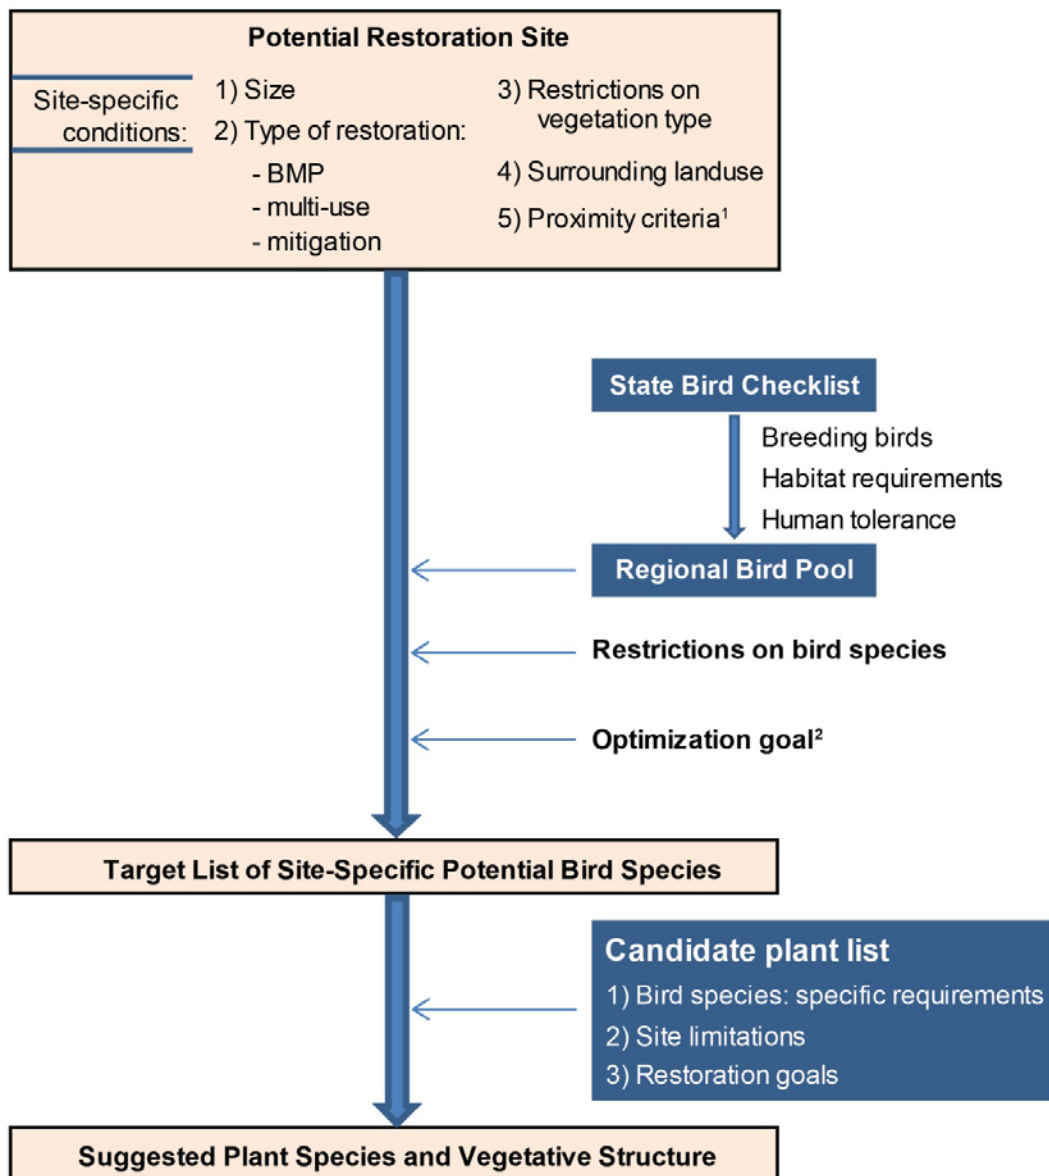 Potential Restoration Site
Site-specific
conditions:
1) Size
2) Type of restoration:
- BMP
- multi-use
- mitigation
3) Restrictions on
vegetation type
4) Surrounding landuse
5) Proximity criteria¹
State Bird Checklist
Breeding birds
Habitat requirements
Human tolerance
Regional Bird Pool
Restrictions on bird species
Optimization goal²
Target List of Site-Specific Potential Bird Species
Candidate plant list
1) Bird species: specific requirements
2) Site limitations
3) Restoration goals
Suggested Plant Species and Vegetative Structure